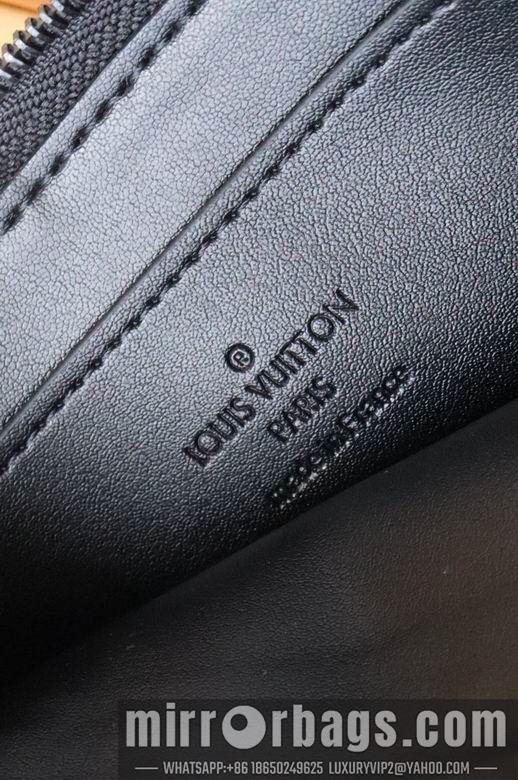 ®
LOUIS VUITTON
PARIS
made in France
mirrorbags.com
WHATSAPP:+86 18650249625 LUXURYVIP2@YAHOO.COM